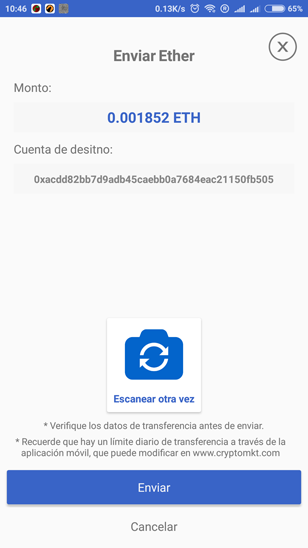 10:46 0.13K/s 65%
Enviar Ether
X
Monto:
0.001852 ETH
Cuenta de desitno:
0xacdd82bb7d9adb45caebb0a7684eac21150fb505
Escanear otra vez
* Verifique los datos de transferencia antes de enviar.
* Recuerde que hay un límite diario de transferencia a través de la
aplicación móvil, que puede modificar en www.cryptomkt.com
Enviar
Cancelar